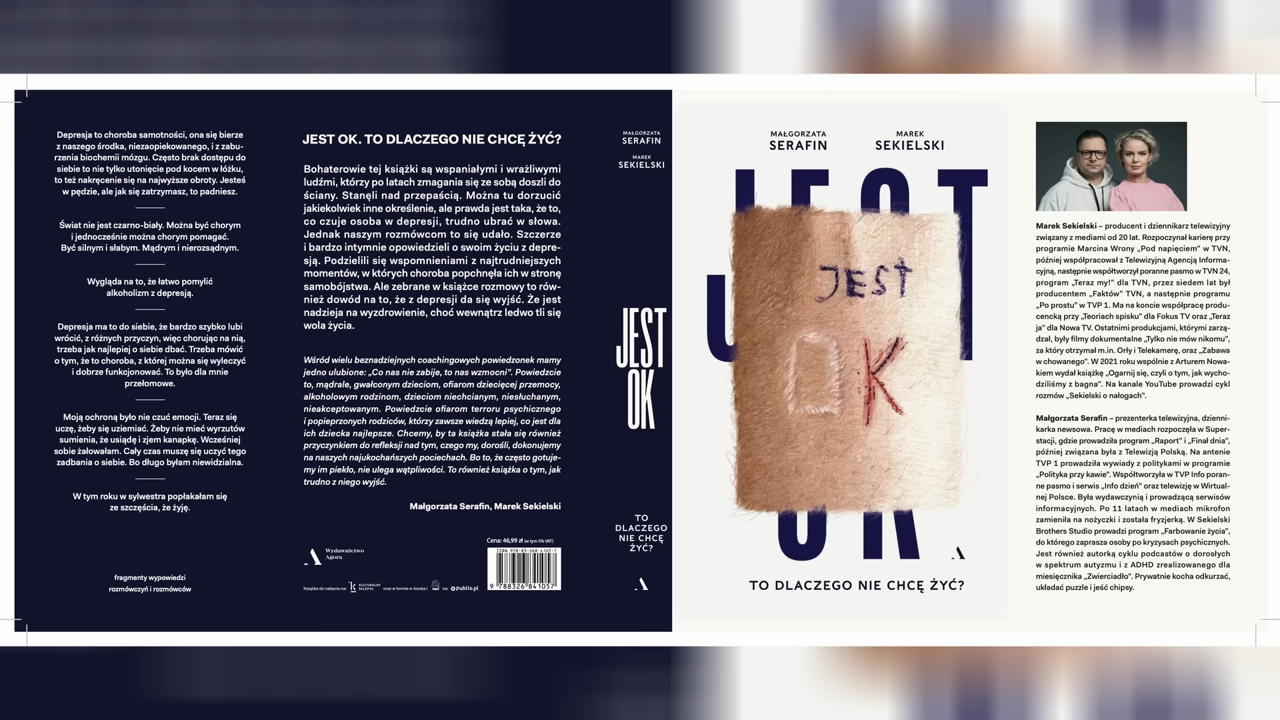 Depresja to choroba samotności, ona się bierze
z naszego środka, niezaopiekowanego, i z zabu-
rzenia biochemii mózgu. Często brak dostępu do
siebie to nie tylko utonięcie pod kocem w łóżku,
to też nakręcenie się na najwyższe obroty. Jesteś
w pędzie, ale jak się zatrzymasz, to padniesz.
Świat nie jest czarno-biały. Można być chorym
i jednocześnie można chorym pomagać.
Być silnym i słabym. Mądrym i nierozsądnym.
Wygląda na to, że łatwo pomylić
alkoholizm z depresją.
Depresja ma to do siebie, że bardzo szybko lubi
wrócić, z różnych przyczyn, więc chorując na nią,
trzeba jak najlepiej o siebie dbać. Trzeba mówić
o tym, że to choroba, z której można się wyleczyć
i dobrze funkcjonować. To było dla mnie
przełomowe.
Moją ochroną było nie czuć emocji. Teraz się
uczę, żeby się uziemiać. Żeby nie mieć wyrzutów
sumienia, że usiądę i zjem kanapkę. Wcześniej
sobie żałowałam. Cały czas muszę się uczyć tego
zadbania o siebie. Bo długo byłam niewidzialna.
W tym roku w sylwestra popłakałam się
ze szczęścia, że żyję.
fragmenty wypowiedzi
rozmówczyń i rozmówców
JEST OK. TO DLACZEGO NIE CHCĘ ŻYĆ?
Bohaterowie tej książki są wspaniałymi i wrażliwymi
ludźmi, którzy po latach zmagania się ze sobą doszli do
ściany. Stanęli nad przepaścią. Można tu dorzucić
jakiekolwiek inne określenie, ale prawda jest taka, że to,
co czuje osoba w depresji, trudno ubrać w słowa.
Jednak naszym rozmówcom to się udało. Szczerze
i bardzo intymnie opowiedzieli o swoim życiu z depre-
sją. Podzielili się wspomnieniami z najtrudniejszych
momentów, w których choroba popchnęła ich w stronę
samobójstwa. Ale zebrane w książce rozmowy to rów-
nież dowód na to, że z depresji da się wyjść. Że jest
nadzieja na wyzdrowienie, choć wewnątrz ledwo tli się
wola życia.
Wśród wielu beznadziejnych coachingowych powiedzonek mamy
jedno ulubione: „Co nas nie zabije, to nas wzmocni”. Powiedzcie
to, mądrale, gwałconym dzieciom, ofiarom dziecięcej przemocy,
alkoholowym rodzinom, dzieciom niechcianym, niesłuchanym,
nieakceptowanym. Powiedzcie ofiarom terroru psychicznego
i popieprzonych rodziców, którzy zawsze wiedzą lepiej, co jest dla
ich dziecka najlepsze. Chcemy, by ta książka stała się również
przyczynkiem do refleksji nad tym, czego my, dorośli, dokonujemy
na naszych najukochańszych pociechach. Bo to, że często gotuje-
my im piekło, nie ulega wątpliwości. To również książka o tym, jak
trudno z niego wyjść.
Małgorzata Serafin, Marek Sekielski
Wydawnictwo
Agora
Cena: 46,99 zł (w tym 5% VAT)
ISBN 978-83-268-4105-7
9 788326 841057
Książka do nabycia na: KULTURALNY SKLEP.PL oraz w formie e-booka i na Publio.pl
MAŁGORZATA
SERAFIN
MAREK
SEKIELSKI
JEST
OK
TO
DLACZEGO
NIE CHCĘ
ŻYĆ?
MAŁGORZATA
SERAFIN
MAREK
SEKIELSKI
JEST
JEST
OK
OK
TO DLACZEGO NIE CHCĘ ŻYĆ?
Marek Sekielski – producent i dziennikarz telewizyjny
związany z mediami od 20 lat. Rozpoczynał karierę przy
programie Marcina Wrony „Pod napięciem” w TVN,
później współpracował z Telewizyjną Agencją Informa-
cyjną, następnie współtworzył poranne pasmo w TVN 24,
program „Teraz my!” dla TVN, przez siedem lat był
producentem „Faktów” TVN, a następnie programu
„Po prostu” w TVP 1. Ma na koncie współpracę produ-
cencką przy „Teoriach spisku” dla Fokus TV oraz „Teraz
ja” dla Nowa TV. Ostatnimi produkcjami, którymi zarzą-
dzał, były filmy dokumentalne „Tylko nie mów nikomu”,
za który otrzymał m.in. Orły i Telekamerę, oraz „Zabawa
w chowanego”. W 2021 roku wspólnie z Arturem Nowa-
kiem wydał książkę „Ogarnij się, czyli o tym, jak wycho-
dziliśmy z bagna”. Na kanale YouTube prowadzi cykl
rozmów „Sekielski o nałogach”.
Małgorzata Serafin – prezenterka telewizyjna, dzienni-
karka newsowa. Pracę w mediach rozpoczęła w Super-
stacji, gdzie prowadziła program „Raport” i „Finał dnia”,
później związana była z Telewizją Polską. Na antenie
TVP 1 prowadziła wywiady z politykami w programie
„Polityka przy kawie”. Współtworzyła w TVP Info poran-
ne pasmo i serwis „Info dzień” oraz telewizję w Wirtual-
nej Polsce. Była wydawczynią i prowadzącą serwisów
informacyjnych. Po 11 latach w mediach mikrofon
zamieniła na nożyczki i została fryzjerką. W Sekielski
Brothers Studio prowadzi program „Farbowanie życia”,
do którego zaprasza osoby po kryzysach psychicznych.
Jest również autorką cyklu podcastów o dorosłych
w spektrum autyzmu i z ADHD zrealizowanego dla
miesięcznika „Zwierciadło”. Prywatnie kocha odkurzać,
układać puzzle i jeść chipsy.